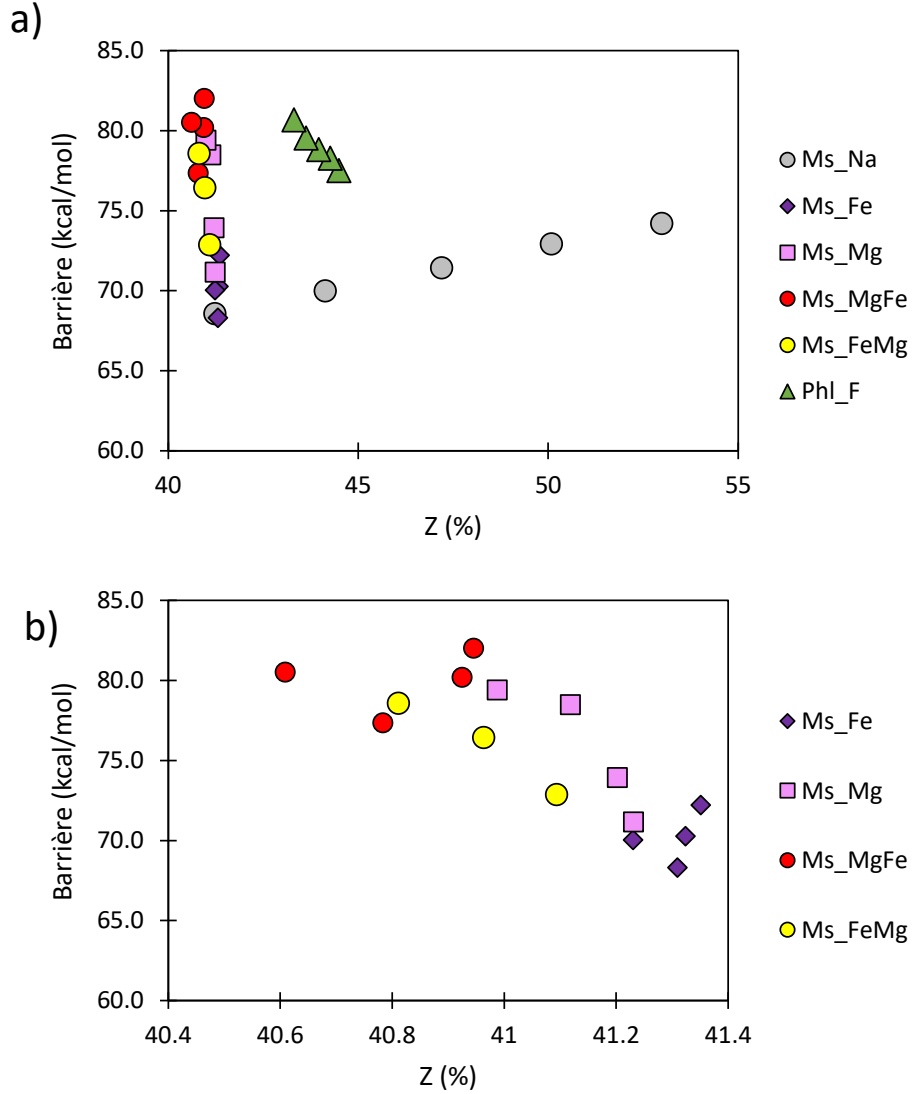 a)
85.0
80.0
75.0
70.0
65.0
60.0
Barrière (kcal/mol)
40
45
50
55
Z (%)
Ms_Na
Ms_Fe
Ms_Mg
Ms_MgFe
Ms_FeMg
Phl_F
b)
85.0
80.0
75.0
70.0
65.0
60.0
Barrière (kcal/mol)
40.4
40.6
40.8
41
41.2
41.4
Z (%)
Ms_Fe
Ms_Mg
Ms_MgFe
Ms_FeMg